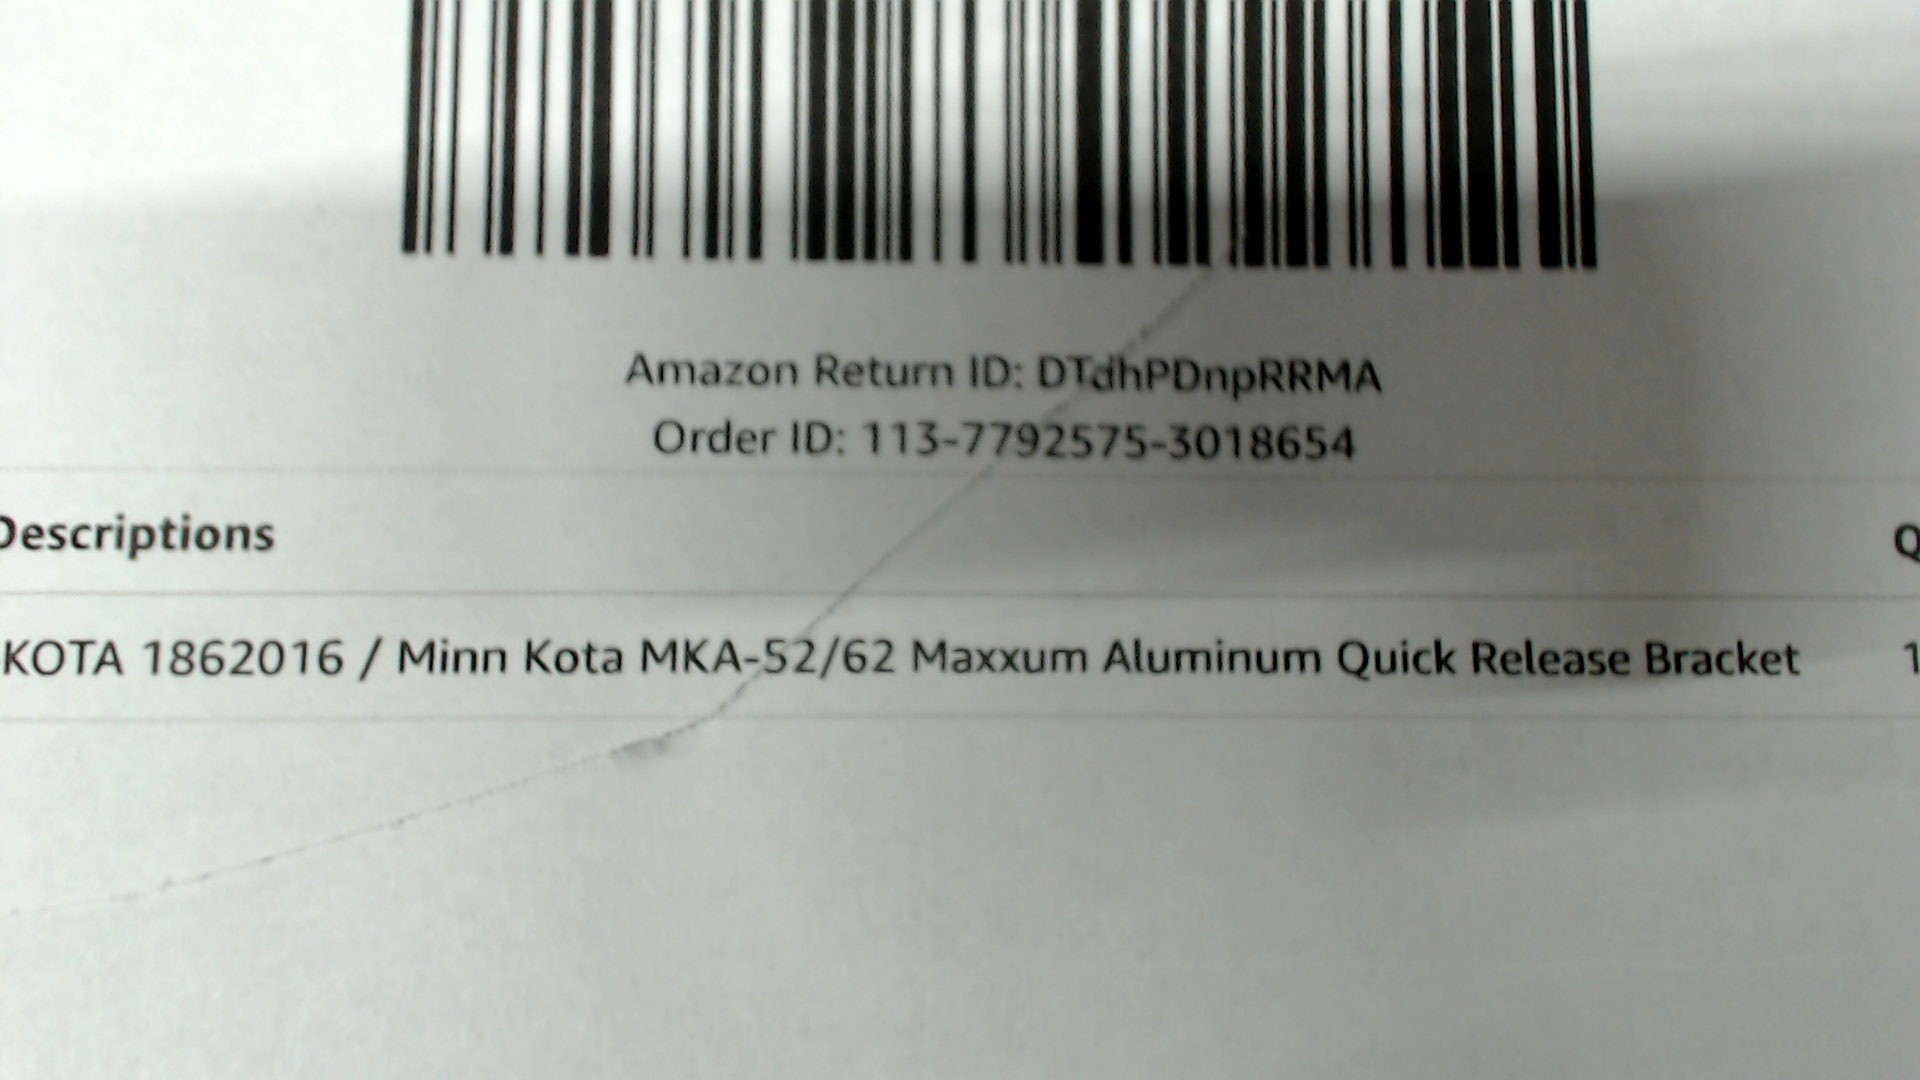 Amazon Return ID: DTdhPDnpRRMA
Order ID: 113-7792575-3018654
Descriptions Q
KOTA 1862016 / Minn Kota MKA-52/62 Maxxum Aluminum Quick Release Bracket 1